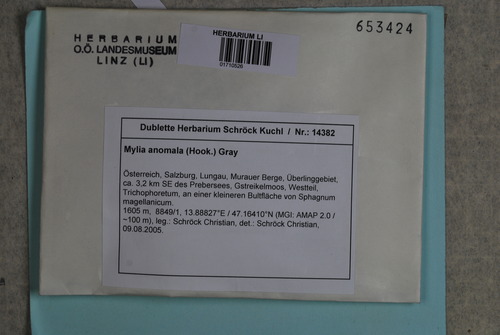 653424
HERBARIUM
O.Ö. LANDESMUSEUM
LINZ (LI)
HERBARIUM LI
01710528
Dublette Herbarium Schröck Kuchl / Nr.: 14382
Mylia anomala (Hook.) Gray
Österreich, Salzburg, Lungau, Murauer Berge, Überlinggebiet,
ca. 3,2 km SE des Prebersees, Gstreikelmoos, Westteil,
Trichophoretum, an einer kleineren Bultfläche von Sphagnum
magellanicum.
1605 m, 8849/1, 13.88827°E / 47.16410°N (MGI: AMAP 2.0 /
~100 m), leg.: Schröck Christian, det.: Schröck Christian,
09.08.2005.